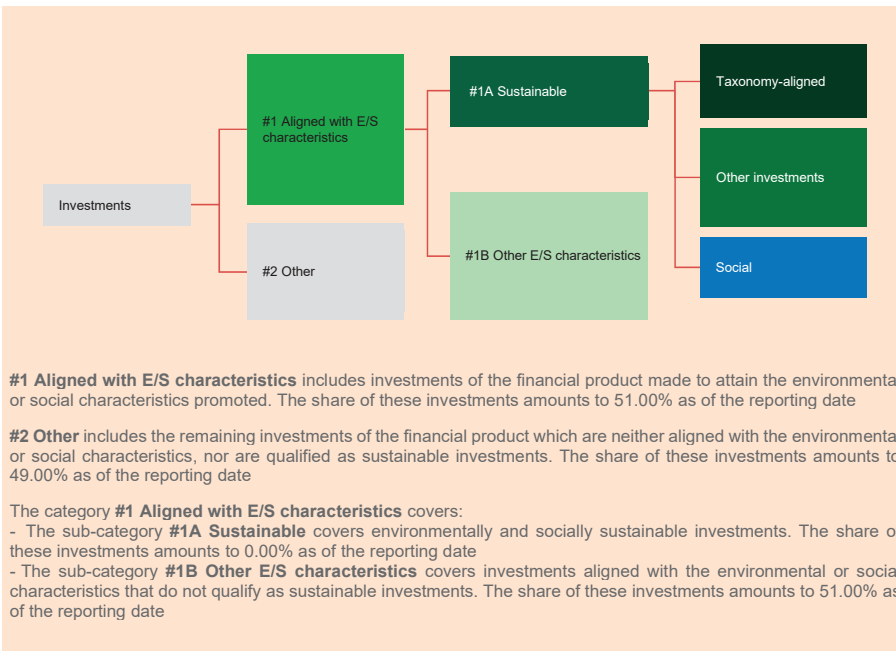 Taxonomy-aligned
#1A Sustainable
#1 Aligned with E/S
characteristics
Other investments
Investments
#1B Other E/S characteristics
#2 Other
Social
#1 Aligned with E/S characteristics includes investments of the financial product made to attain the environmenta
or social characteristics promoted. The share of these investments amounts to 51.00% as of the reporting date
#2 Other includes the remaining investments of the financial product which are neither aligned with the environmenta
or social characteristics, nor are qualified as sustainable investments. The share of these investments amounts to
49.00% as of the reporting date
The category #1 Aligned with E/S characteristics covers:
- The sub-category #1A Sustainable covers environmentally and socially sustainable investments. The share o
these investments amounts to 0.00% as of the reporting date
- The sub-category #1B Other E/S characteristics covers investments aligned with the environmental or socia
characteristics that do not qualify as sustainable investments. The share of these investments amounts to 51.00% as
of the reporting date